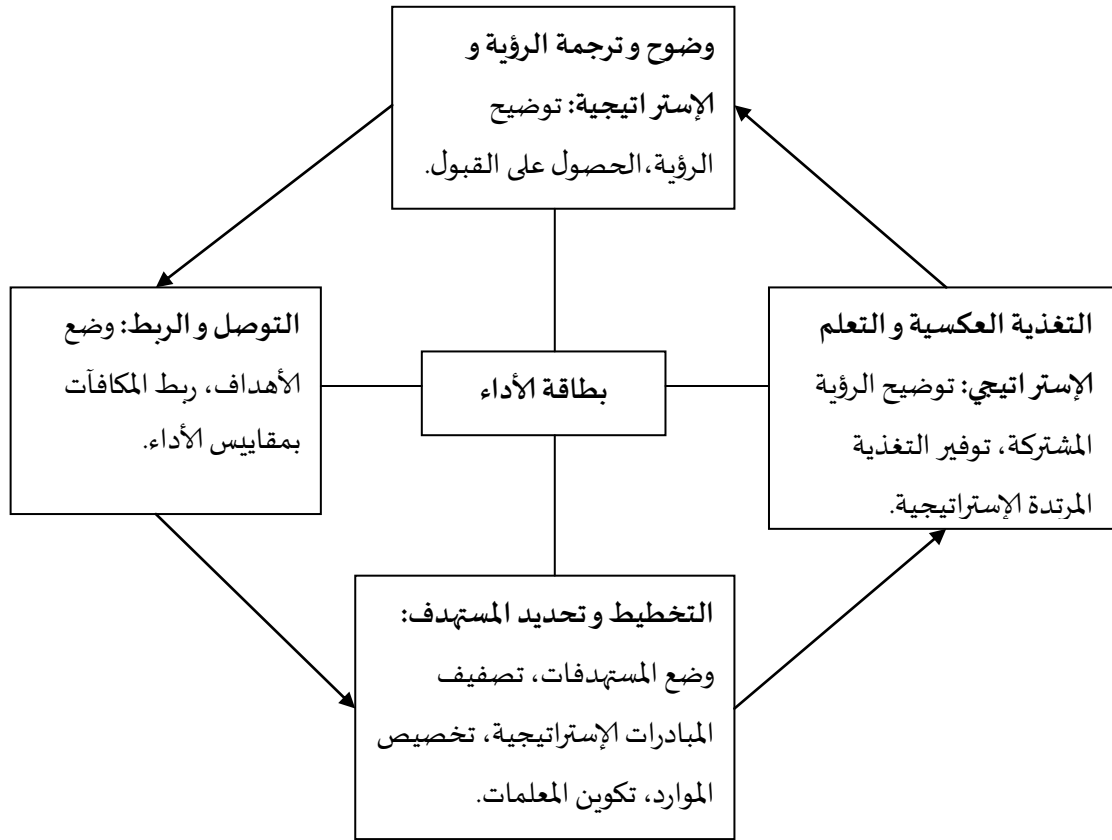 وضوح و ترجمة الرؤية و
الإستراتيجية: توضيح
الرؤية،الحصول على القبول.
التغذية العكسية و التعلم
الإستراتيجي: توضيح الرؤية
المشتركة، توفير التغذية
المرتدة الإستراتيجية.
بطاقة الأداء
التوصل و الربط: وضع
الأهداف، ربط المكافآت
بمقاييس الأداء.
التخطيط و تحديد المستهدف:
وضع المستهدفات، تصفيف
المبادرات الإستراتيجية، تخصيص
الموارد، تكوين المعلمات.